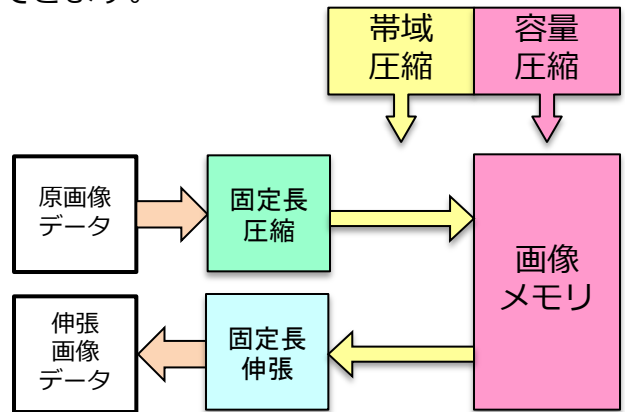 できます。
帯域
圧縮
容量
圧縮
原画像
データ
固定長
圧縮
画像
メモリ
伸張
画像
データ
固定長
伸張